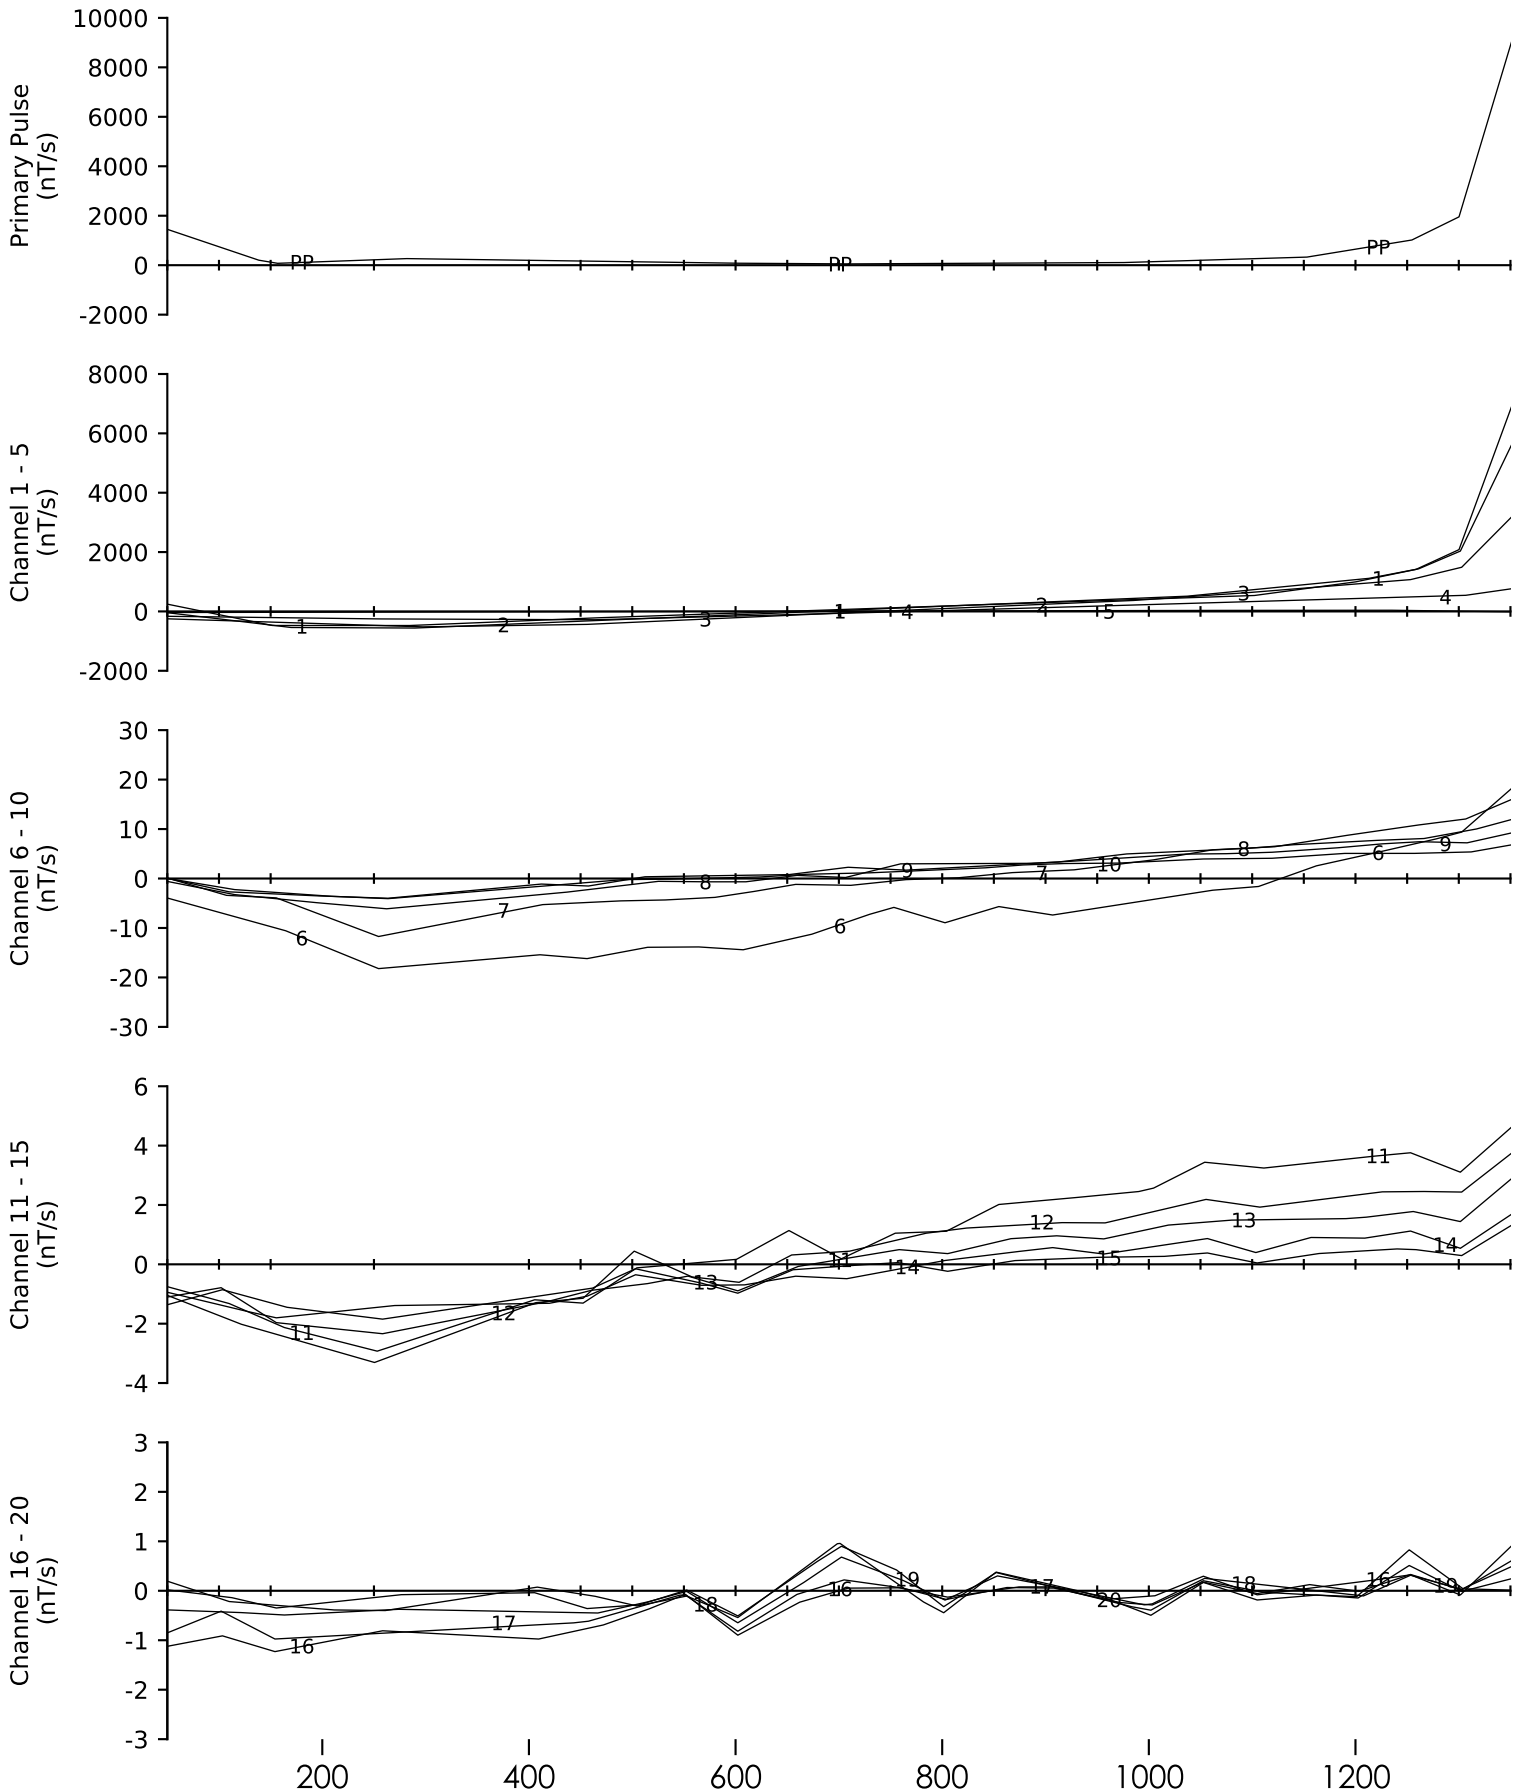 10000
8000
6000
4000
2000
0
-2000
Primary Pulse
(nT/s)
PP PP PP
8000
6000
4000
2000
0
-2000
Channel 1 - 5
(nT/s)
1 2 3 1 4 2 5 3 1 4
30
20
10
0
-10
-20
-30
Channel 6 - 10
(nT/s)
6 7 8 6 9 7 10 8 6 9
6
4
2
0
-2
-4
Channel 11 - 15
(nT/s)
11 12 13 11 14 12 15 13 11 14
3
2
1
0
-1
-2
-3
Channel 16 - 20
(nT/s)
16 17 18 16 19 17 20 18 16 19
200 400 600 800 1000 1200